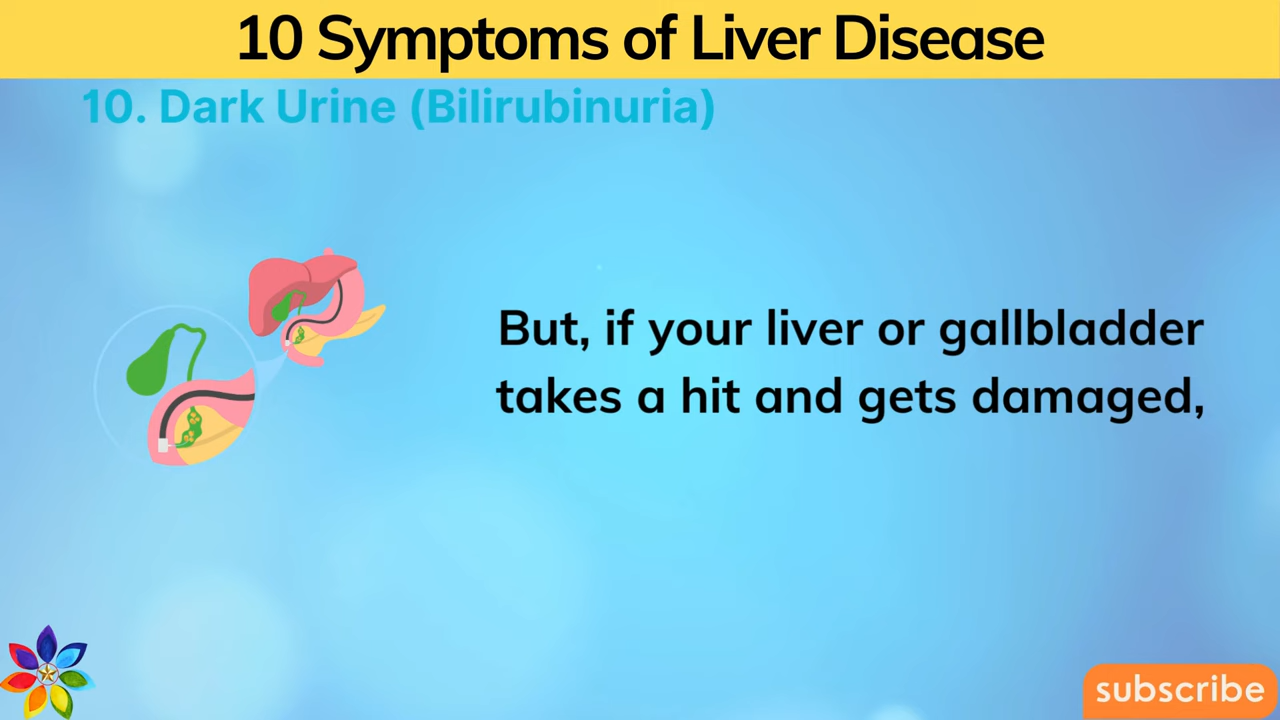 10 Symptoms of Liver Disease
10. Dark Urine (Bilirubinuria)
But, if your liver or gallbladder
takes a hit and gets damaged,
subscribe